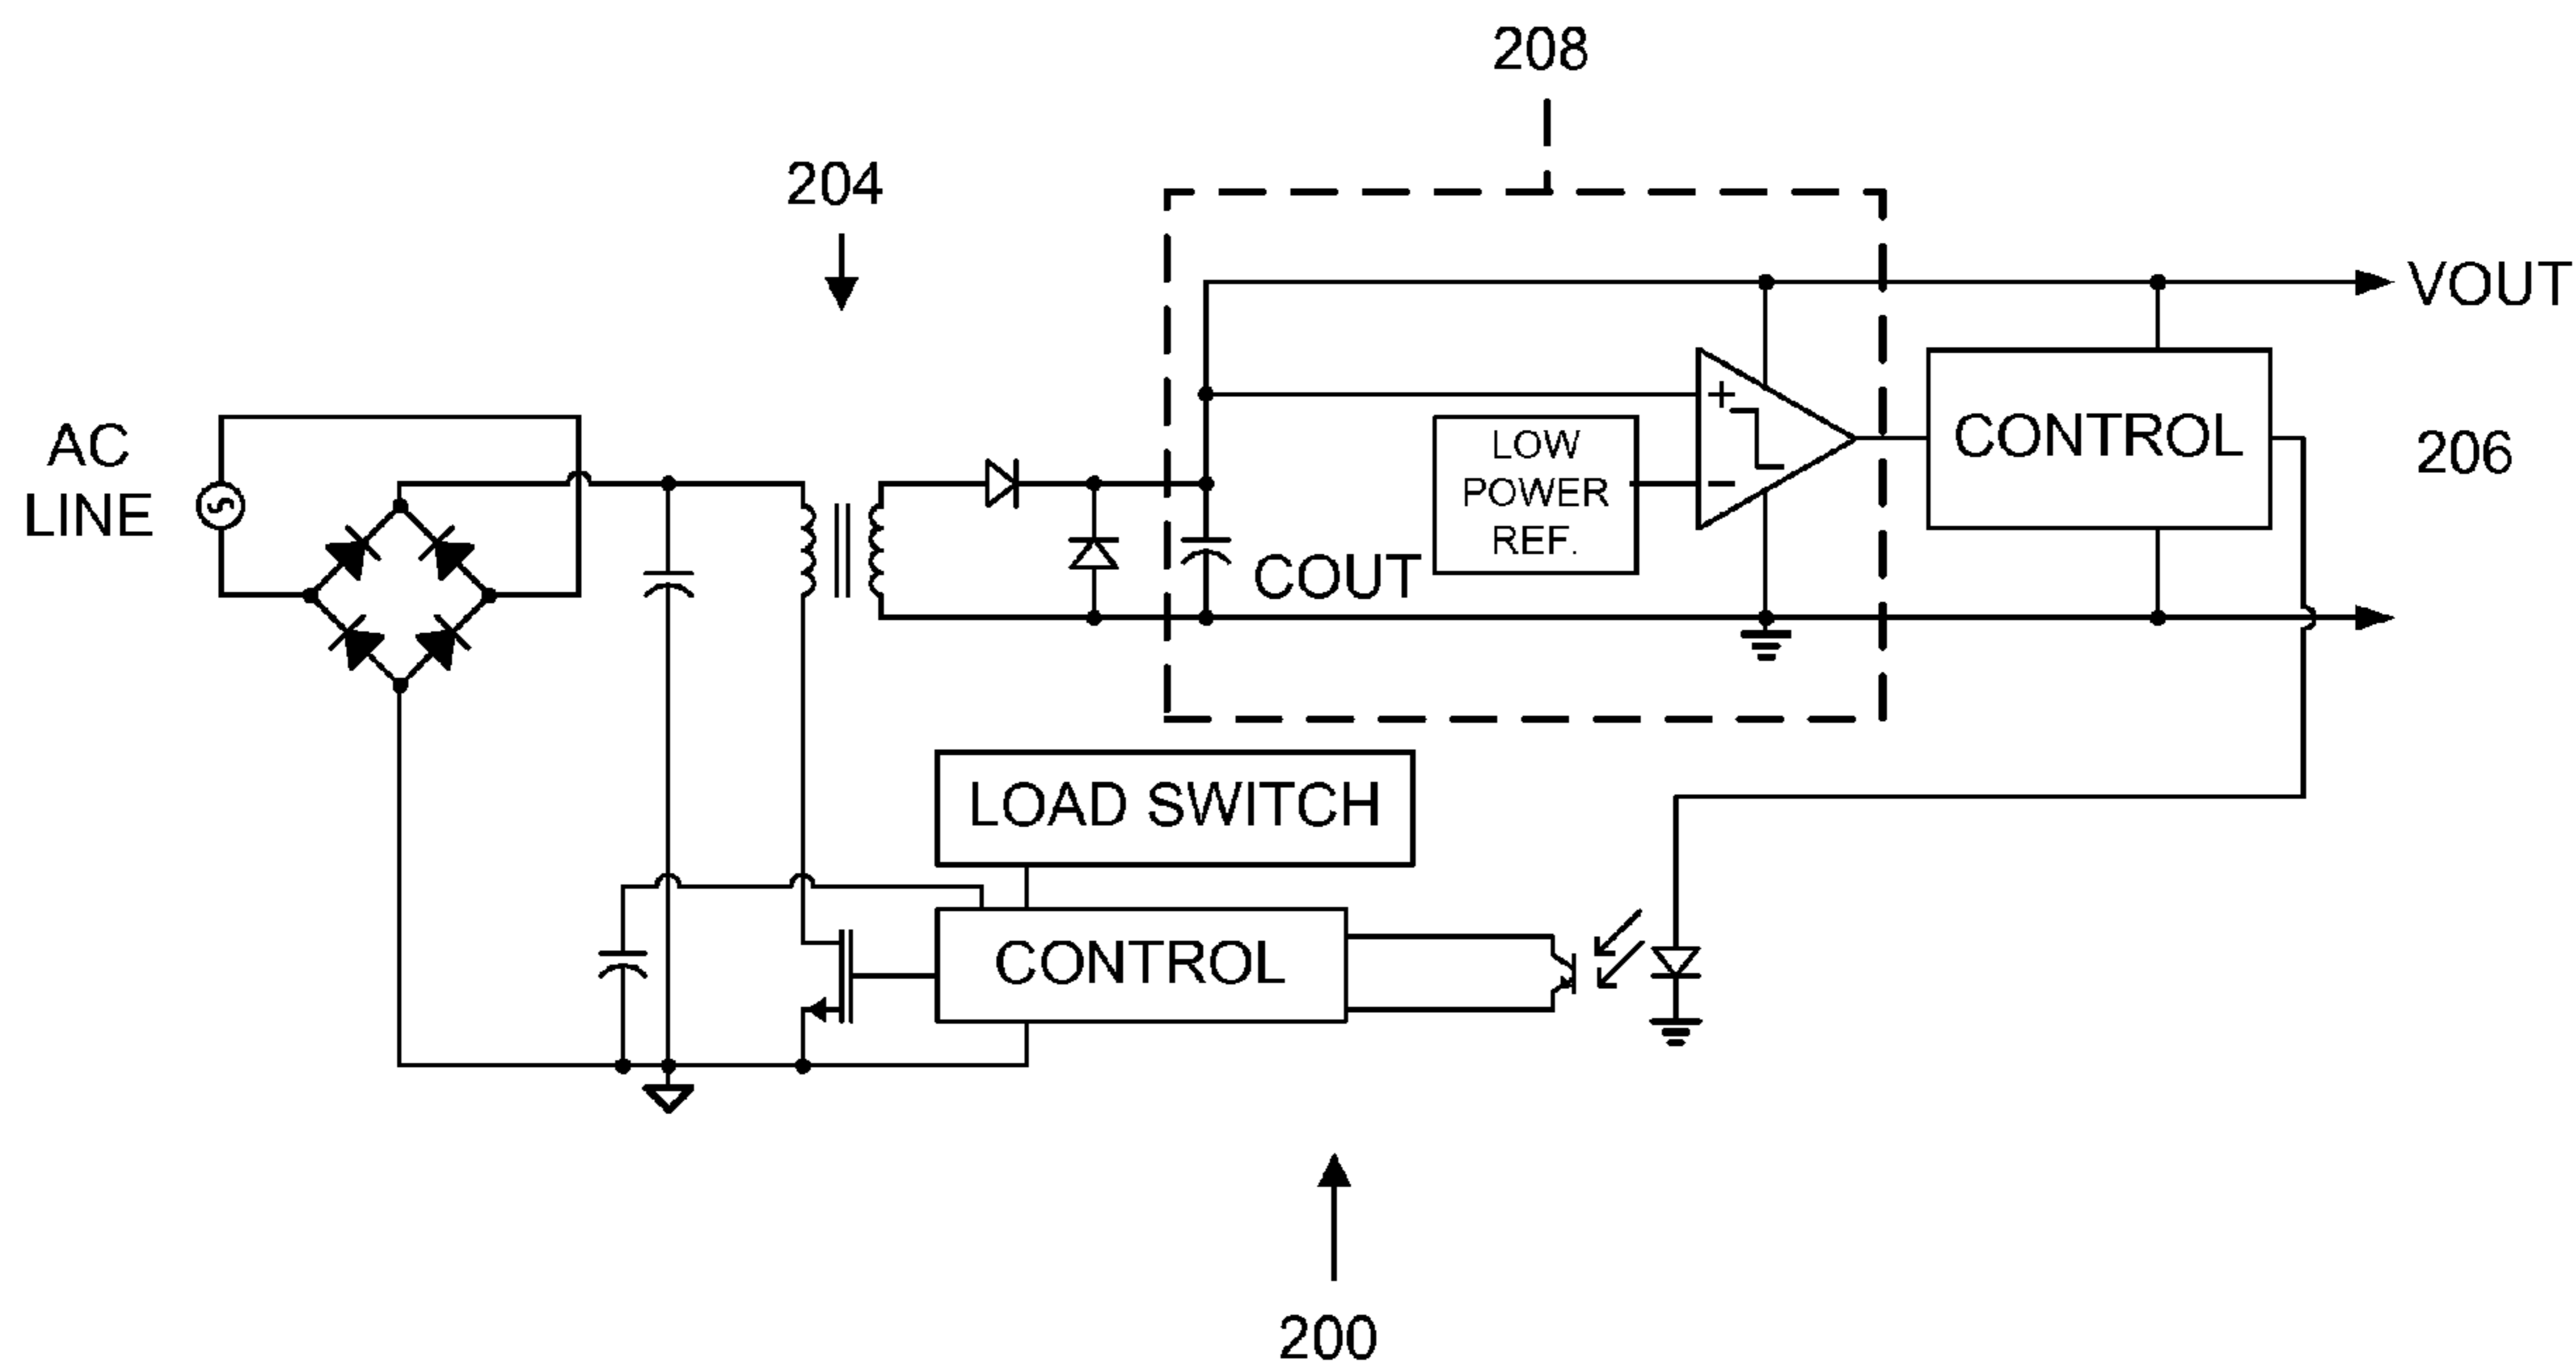 208
204
VOUT
AC
LINE
+
LOW
POWER
REF.
−
CONTROL
206
COUT
LOAD SWITCH
CONTROL
200